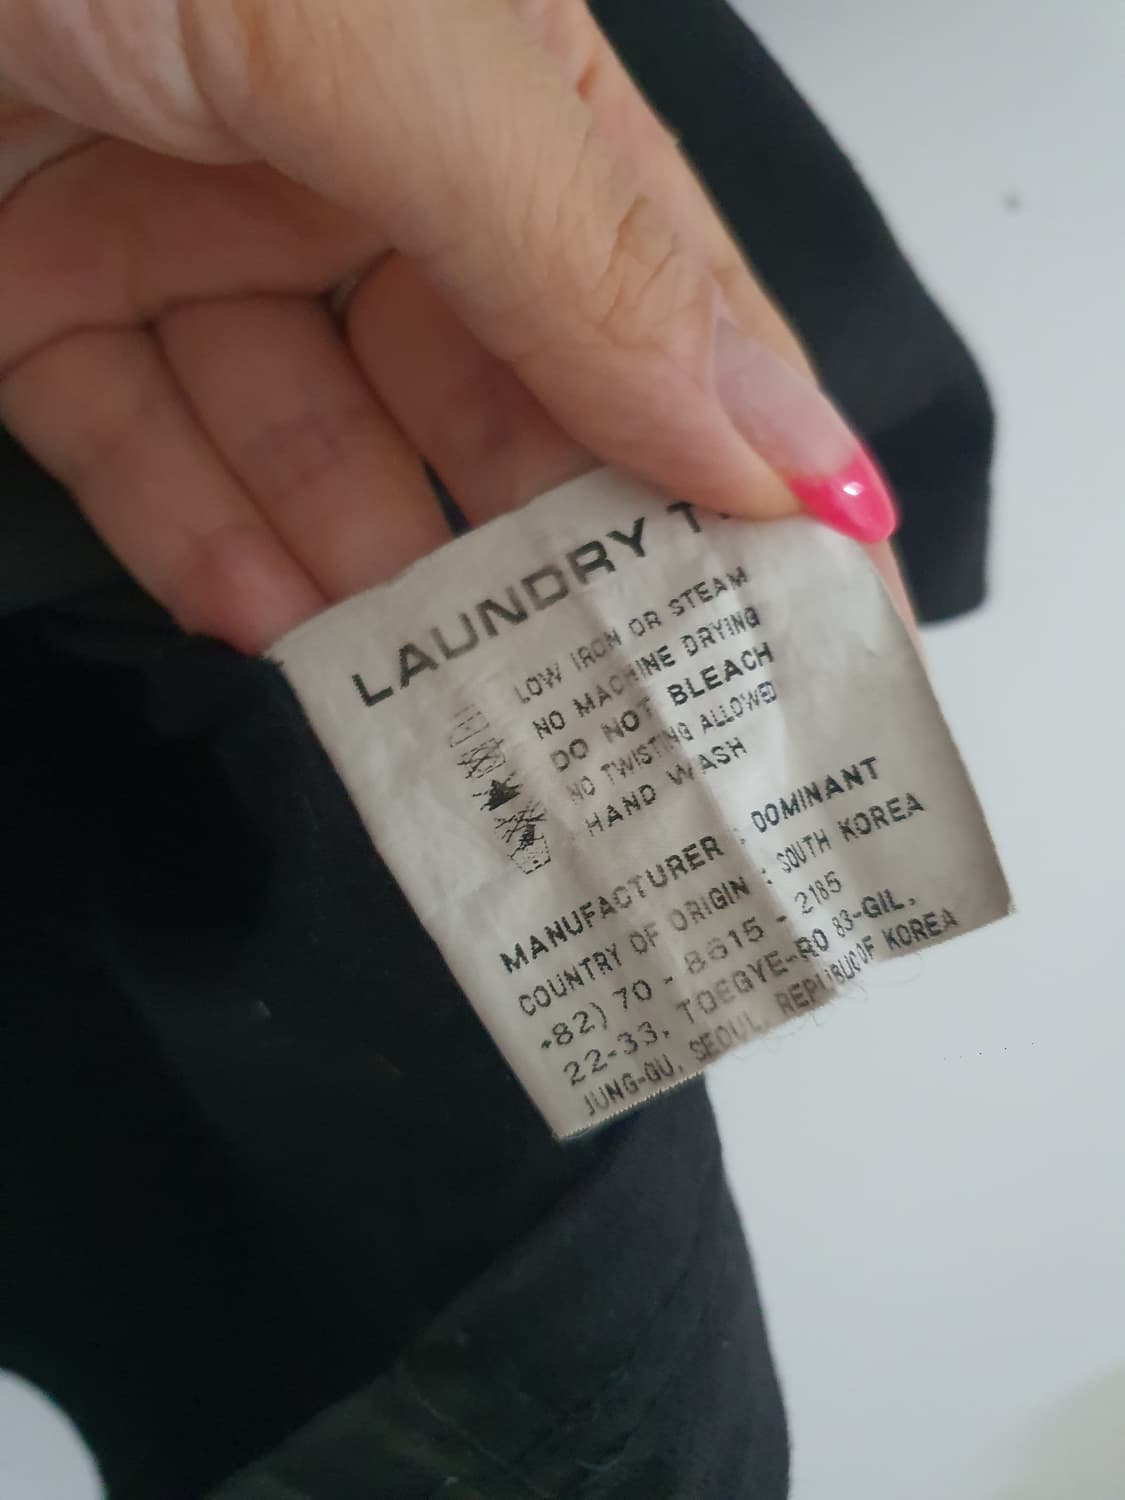 LAUNDRY
LOW IRON OR STEAM
NO MACHINE DRYING
DO NOT BLEACH
NO TWISTING ALLOWED
HAND WASH
MANUFACTURER : DOMINANT
COUNTRY OF ORIGIN : SOUTH KOREA
+82) 70 - 8615 - 2185
22-33, TOEGYE-RO 83-GIL,
JUNG-GU, SEOUL, REPUBLIC OF KOREA